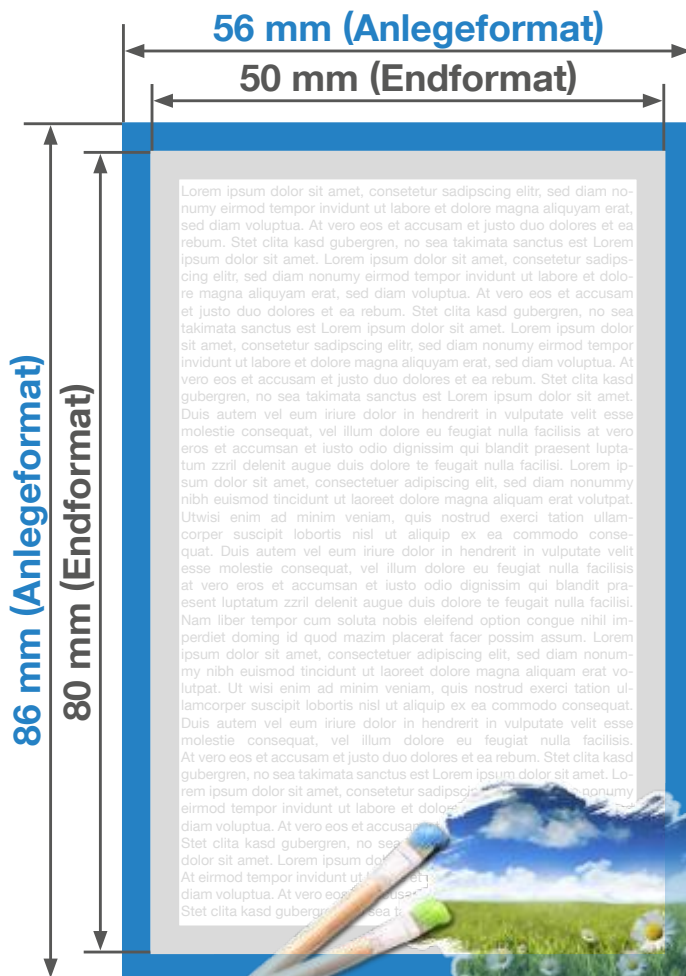 56 mm (Anlegeformat)
50 mm (Endformat)
86 mm (Anlegeformat)
80 mm (Endformat)
Lorem ipsum dolor sit amet, consetetur sadipscing elitr, sed diam no-
numy eirmod tempor invidunt ut labore et dolore magna aliquyam erat,
sed diam voluptua. At vero eos et accusam et justo duo dolores et ea
rebum. Stet clita kasd gubergren, no sea takimata sanctus est Lorem
ipsum dolor sit amet. Lorem ipsum dolor sit amet, consetetur sadips-
cing elitr, sed diam nonumy eirmod tempor invidunt ut labore et dolo-
re magna aliquyam erat, sed diam voluptua. At vero eos et accusam
et justo duo dolores et ea rebum. Stet clita kasd gubergren, no sea
takimata sanctus est Lorem ipsum dolor sit amet. Lorem ipsum dolor
sit amet, consetetur sadipscing elitr, sed diam nonumy eirmod tempor
invidunt ut labore et dolore magna aliquyam erat, sed diam voluptua. At
vero eos et accusam et justo duo dolores et ea rebum. Stet clita kasd
gubergren, no sea takimata sanctus est Lorem ipsum dolor sit amet.
Duis autem vel eum iriure dolor in hendrerit in vulputate velit esse
molestie consequat, vel illum dolore eu feugiat nulla facilisis at vero
eros et accumsan et iusto odio dignissim qui blandit praesent lupta-
tum zzril delenit augue duis dolore te feugait nulla facilisi. Lorem ip-
sum dolor sit amet, consectetuer adipiscing elit, sed diam nonummy
nibh euismod tincidunt ut laoreet dolore magna aliquam erat volutpat.
Utwisi enim ad minim veniam, quis nostrud exerci tation ullam-
corper suscipit lobortis nisl ut aliquip ex ea commodo conse-
quat. Duis autem vel eum iriure dolor in hendrerit in vulputate velit
esse molestie consequat, vel illum dolore eu feugiat nulla facilisis
at vero eros et accumsan et iusto odio dignissim qui blandit pra-
esent luptatum zzril delenit augue duis dolore te feugait nulla facilisi.
Nam liber tempor cum soluta nobis eleifend option congue nihil im-
perdiet doming id quod mazim placerat facer possim assum. Lorem
ipsum dolor sit amet, consectetuer adipiscing elit, sed diam nonum-
my nibh euismod tincidunt ut laoreet dolore magna aliquam erat vo-
lutpat. Ut wisi enim ad minim veniam, quis nostrud exerci tation ul-
lamcorper suscipit lobortis nisl ut aliquip ex ea commodo consequat.
Duis autem vel eum iriure dolor in hendrerit in vulputate velit esse
molestie consequat, vel illum dolore eu feugiat nulla facilisis.
At vero eos et accusam et justo duo dolores et ea rebum. Stet clita kasd
gubergren, no sea takimata sanctus est Lorem ipsum dolor sit amet. Lo-
rem ipsum dolor sit amet, consetetur nonumy
eirmod tempor invidunt ut labore et
diam voluptua. At vero eos et
Stet clita kasd gubergren, no sea
dolor sit amet. Lorem ipsum
At eirmod tempor invidunt ut et
diam voluptua. At vero
Stet clita kasd sea